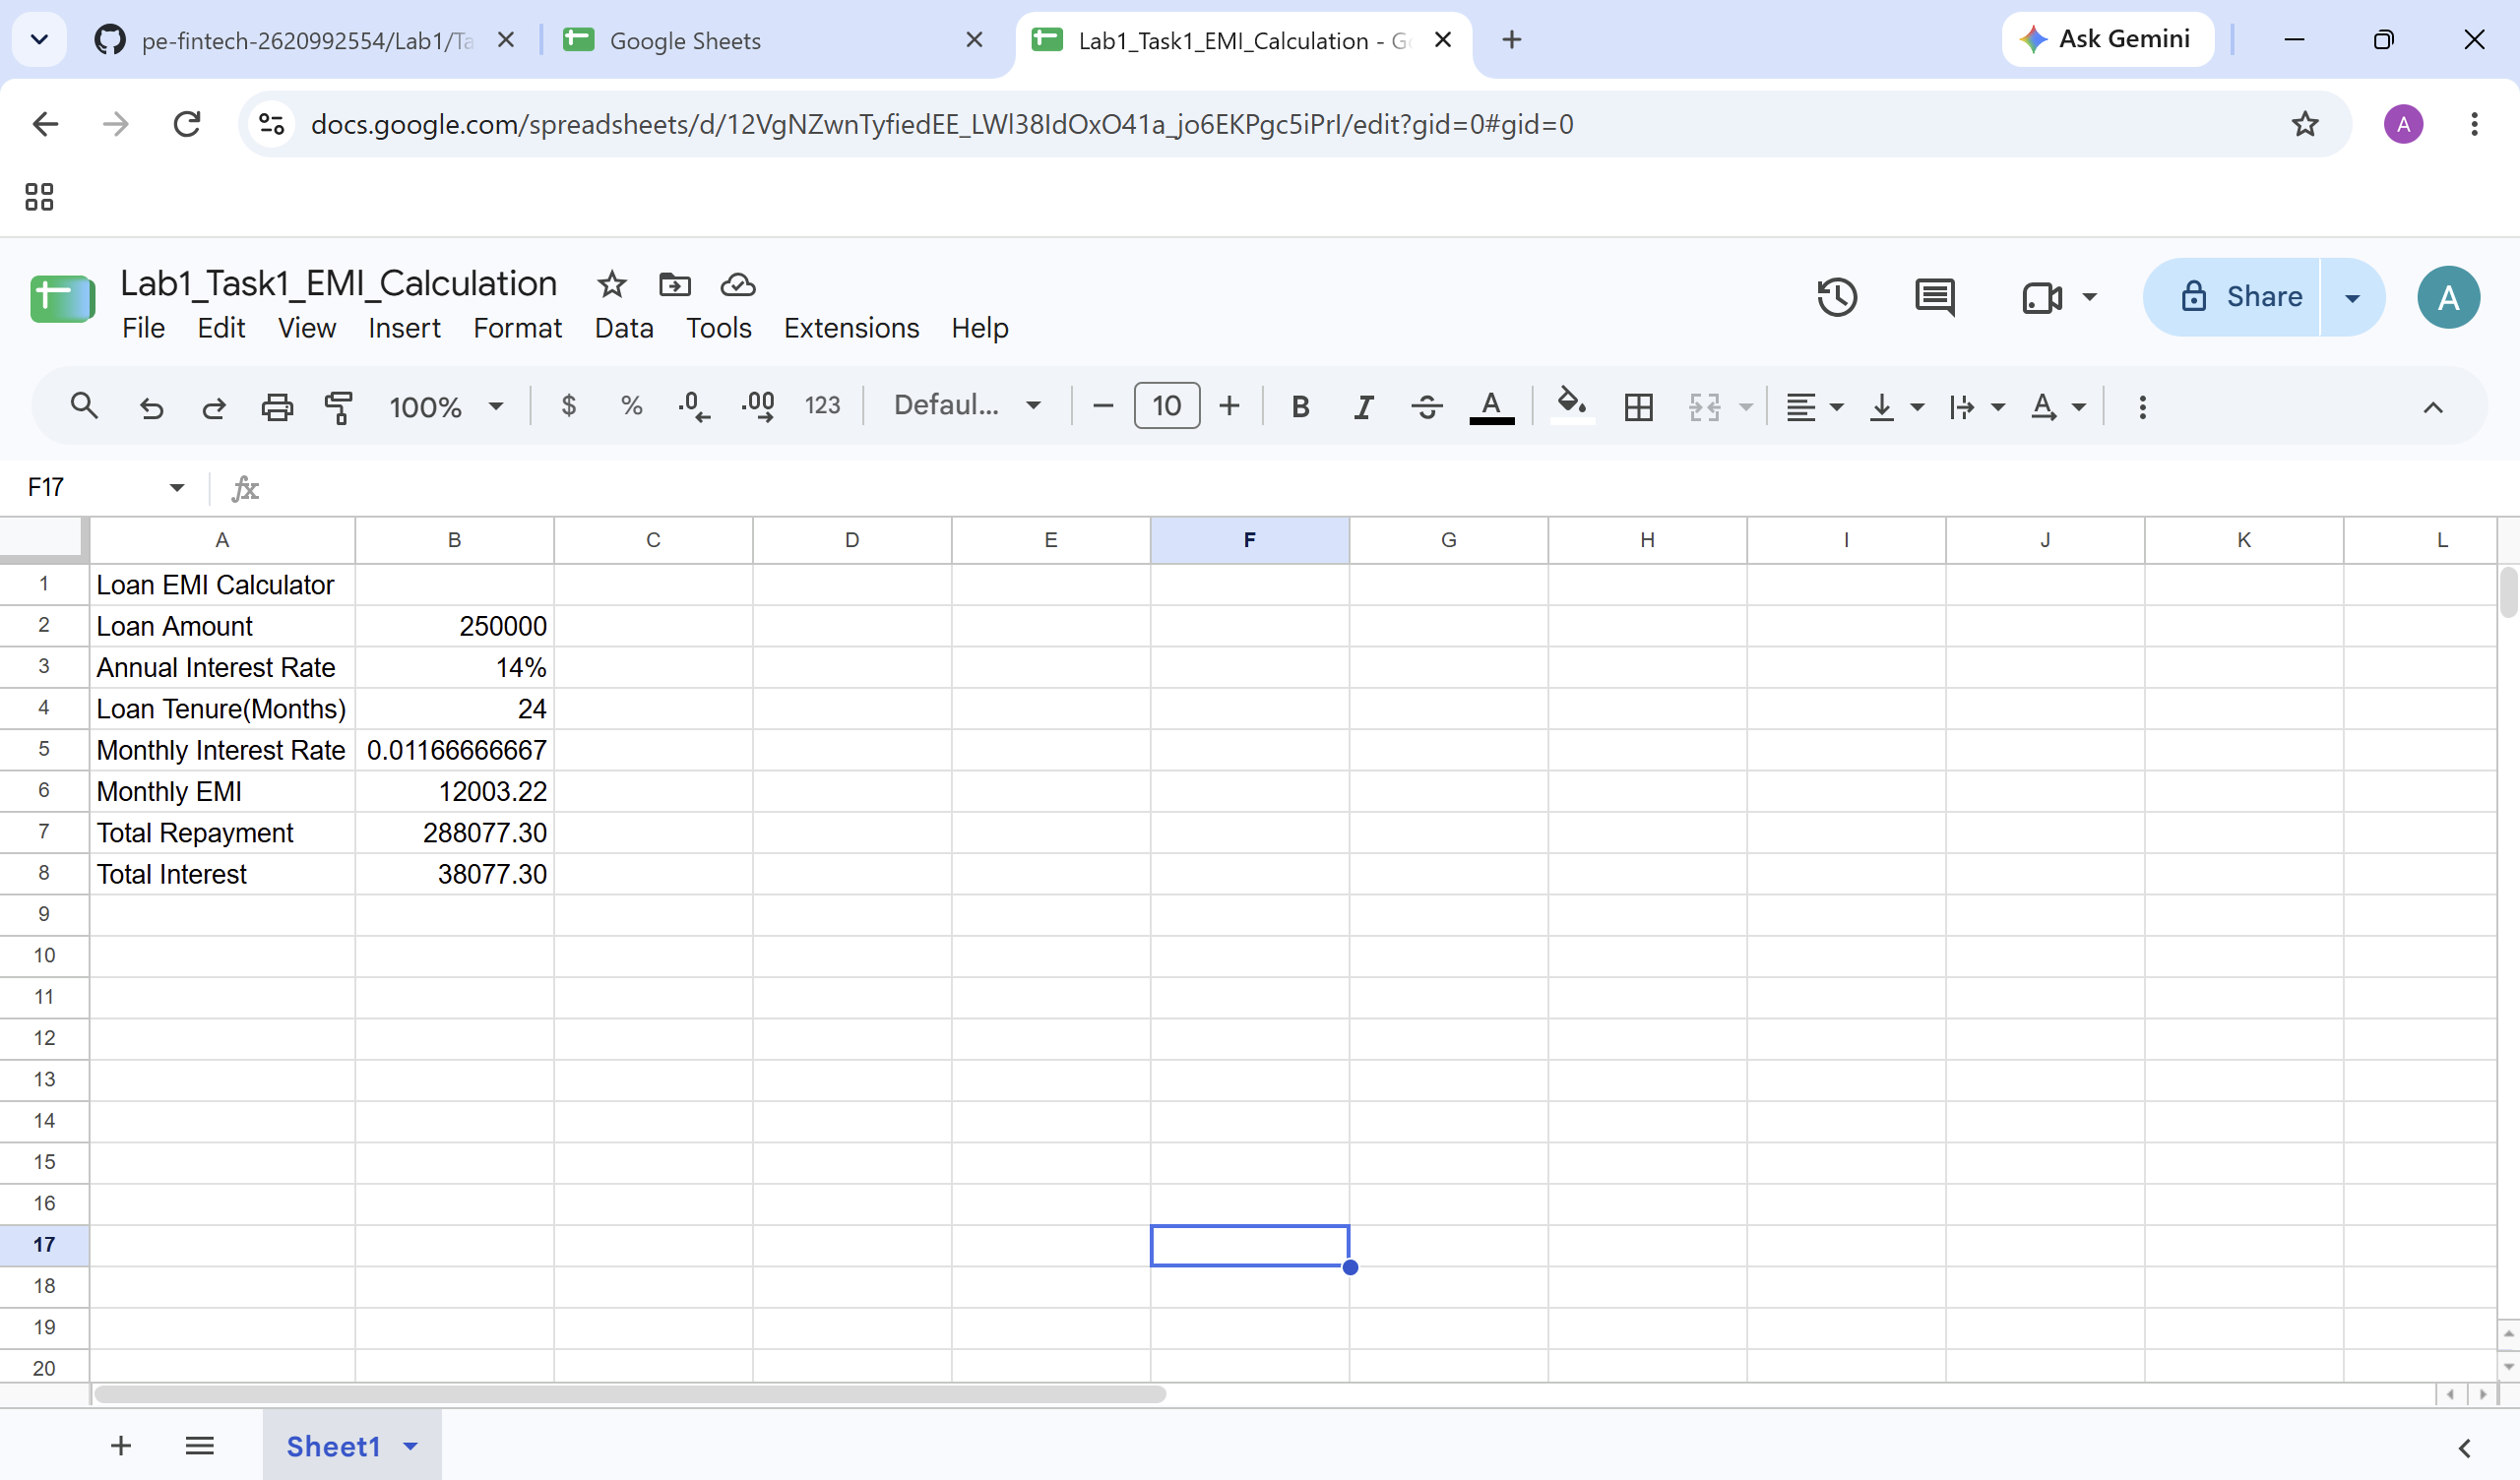 pe-fintech-2620992554/Lab1/Ta
Google Sheets
Lab1_Task1_EMI_Calculation - G
Ask Gemini
docs.google.com/spreadsheets/d/12VgNZwnTyfiedEE_LWl38IdOxO41a_jo6EKPgc5iPrI/edit?gid=0#gid=0
A
Lab1_Task1_EMI_Calculation
File Edit View Insert Format Data Tools Extensions Help
Share
A
100% $ % .0 .00 123 Defaul... 10 B I A A
F17 fx
A B C D E F G H I J K L
1 Loan EMI Calculator
2 Loan Amount 250000
3 Annual Interest Rate 14%
4 Loan Tenure(Months) 24
5 Monthly Interest Rate 0.01166666667
6 Monthly EMI 12003.22
7 Total Repayment 288077.30
8 Total Interest 38077.30
9
10
11
12
13
14
15
16
17
18
19
20
Sheet1